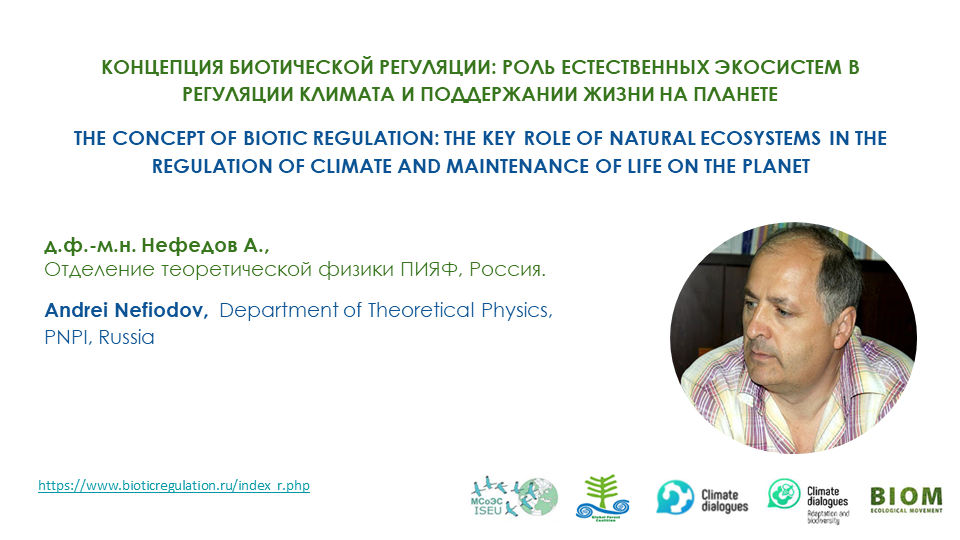 КОНЦЕПЦИЯ БИОТИЧЕСКОЙ РЕГУЛЯЦИИ: РОЛЬ ЕСТЕСТВЕННЫХ ЭКОСИСТЕМ В
РЕГУЛЯЦИИ КЛИМАТА И ПОДДЕРЖАНИИ ЖИЗНИ НА ПЛАНЕТЕ
THE CONCEPT OF BIOTIC REGULATION: THE KEY ROLE OF NATURAL ECOSYSTEMS IN THE
REGULATION OF CLIMATE AND MAINTENANCE OF LIFE ON THE PLANET
д.ф.-м.н. Нефедов А.,
Отделение теоретической физики ПИЯФ, Россия.
Andrei Nefiodov, Department of Theoretical Physics,
PNPI, Russia
https://www.bioticregulation.ru/index_r.php
МСоЭС
ISEU
Global Forest
Coalition
Climate
dialogues
Climate
dialogues
Adaptation and
biodiversity
BIOM
ECOLOGICAL MOVEMENT